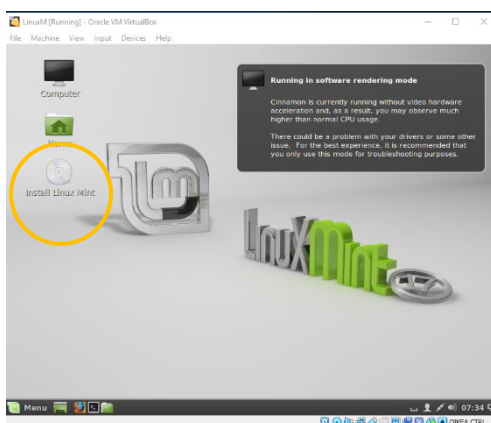 LinuxM [Running] - Oracle VM VirtualBox
File Machine View Input Devices Help
Computer
Home
Install Linux Mint
Running in software rendering mode
Cinnamon is currently running without video hardware
acceleration and, as a result, you may observe much
higher than normal CPU usage.
There could be a problem with your drivers or some other
issue. For the best experience, it is recommended that
you only use this mode for troubleshooting purposes.
lm
LinuxMint 17
Menu
07:34
CTRL